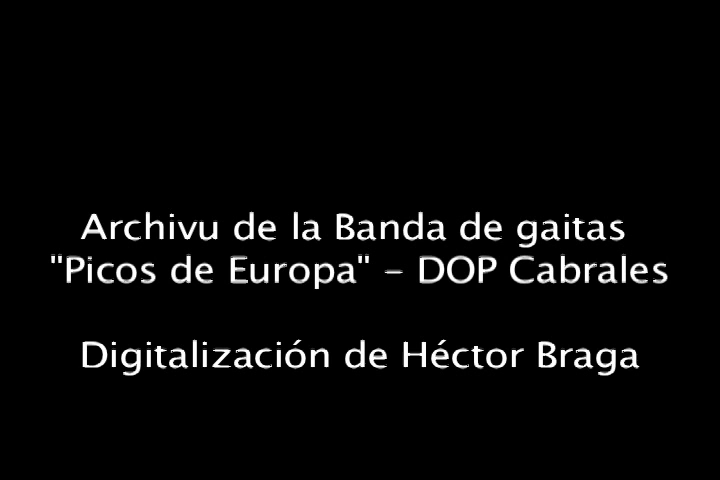 Archivu de la Banda de gaitas
"Picos de Europa" - DOP Cabrales
Digitalización de Héctor Braga